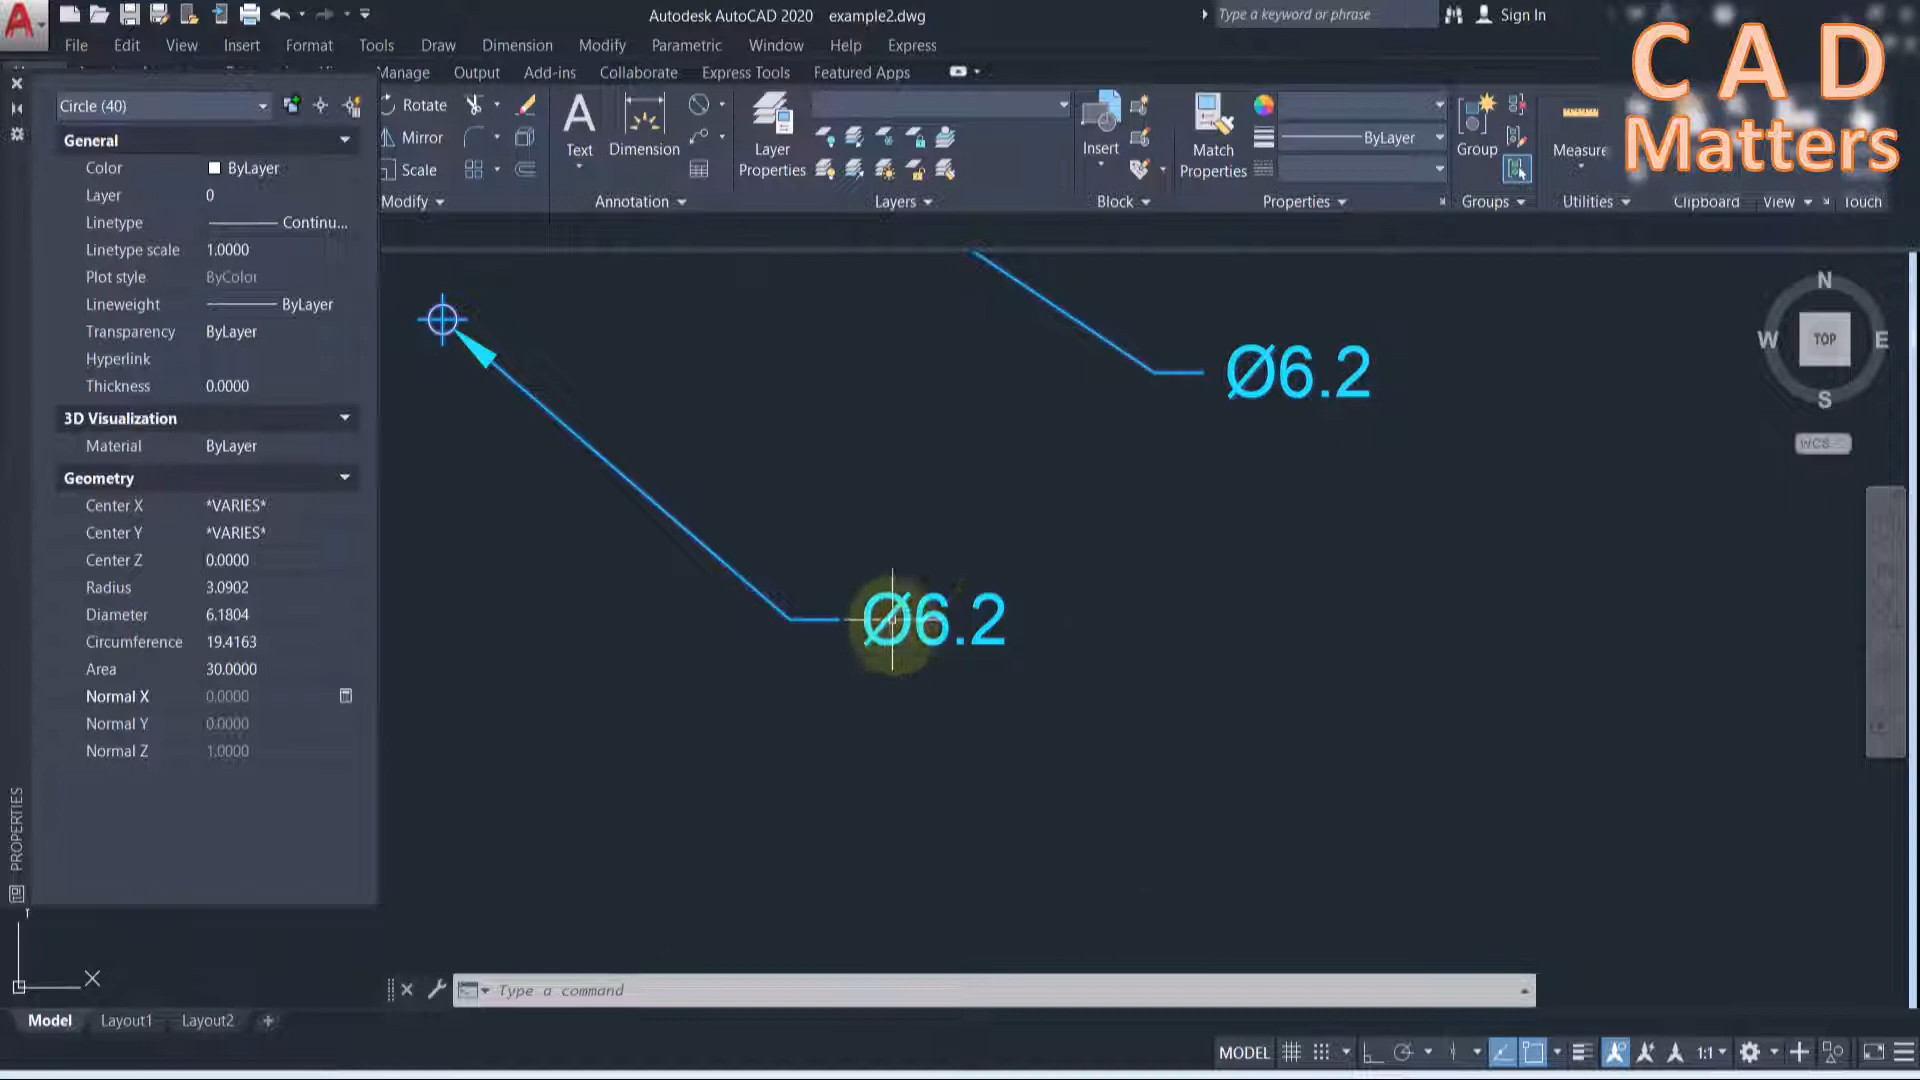 Autodesk AutoCAD 2020 example2.dwg
Type a keyword or phrase
Sign In
File Edit View Insert Format Tools Draw Dimension Modify Parametric Window Help Express
Manage Output Add-ins Collaborate Express Tools Featured Apps
CAD
Matters
Circle (40)
General
Color ByLayer
Layer 0
Linetype Continu...
Linetype scale 1.0000
Plot style ByColor
Lineweight ByLayer
Transparency ByLayer
Hyperlink
Thickness 0.0000
3D Visualization
Material ByLayer
Geometry
Center X *VARIES*
Center Y *VARIES*
Center Z 0.0000
Radius 3.0902
Diameter 6.1804
Circumference 19.4163
Area 30.0000
Normal X 0.0000
Normal Y 0.0000
Normal Z 1.0000
PROPERTIES
Rotate
Mirror
Scale
Modify
Text
Dimension
Annotation
Layer
Properties
Layers
Insert
Block
Match
Properties
ByLayer
Properties
Group
Groups
Measure
Utilities
Clipboard
View
Touch
Ø6.2
Ø6.2
N
W TOP E
S
WCS
X
Type a command
Model Layout1 Layout2 +
MODEL 1:1